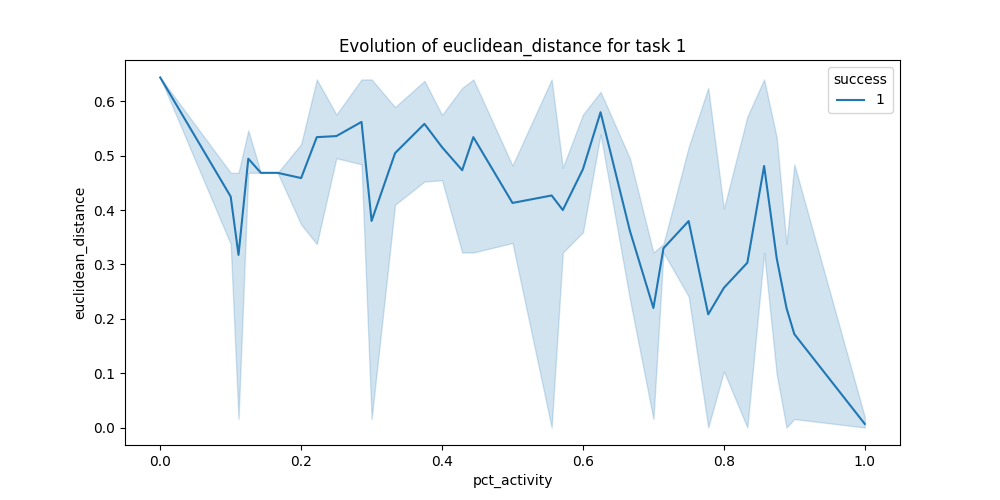 Evolution of euclidean_distance for task 1
success
1
euclidean_distance
0.6
0.5
0.4
0.3
0.2
0.1
0.0
0.0 0.2 0.4 0.6 0.8 1.0
pct_activity